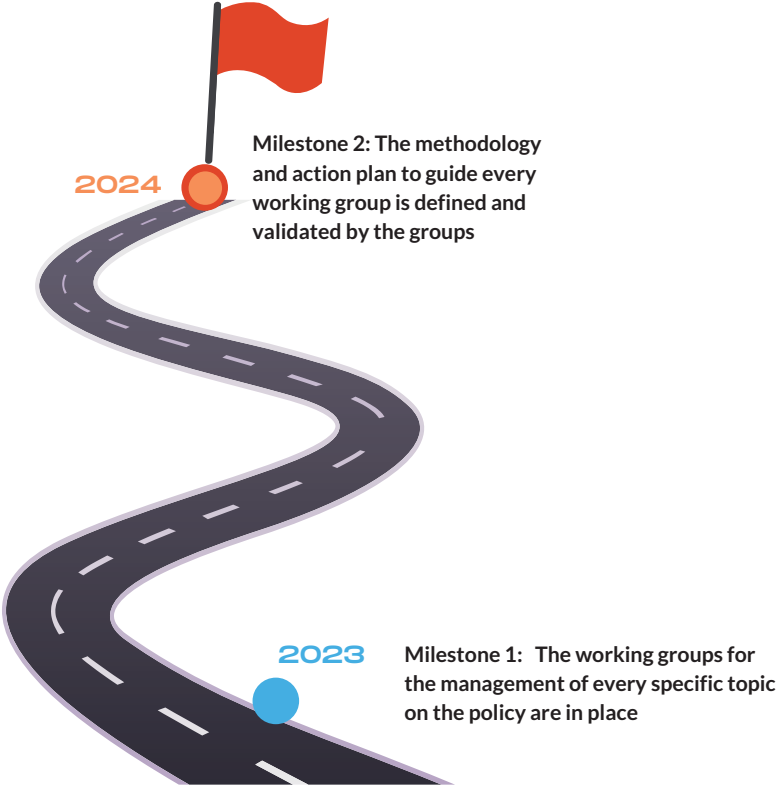 2024
Milestone 2: The methodology
and action plan to guide every
working group is defined and
validated by the groups
2023
Milestone 1: The working groups for
the management of every specific topic
on the policy are in place